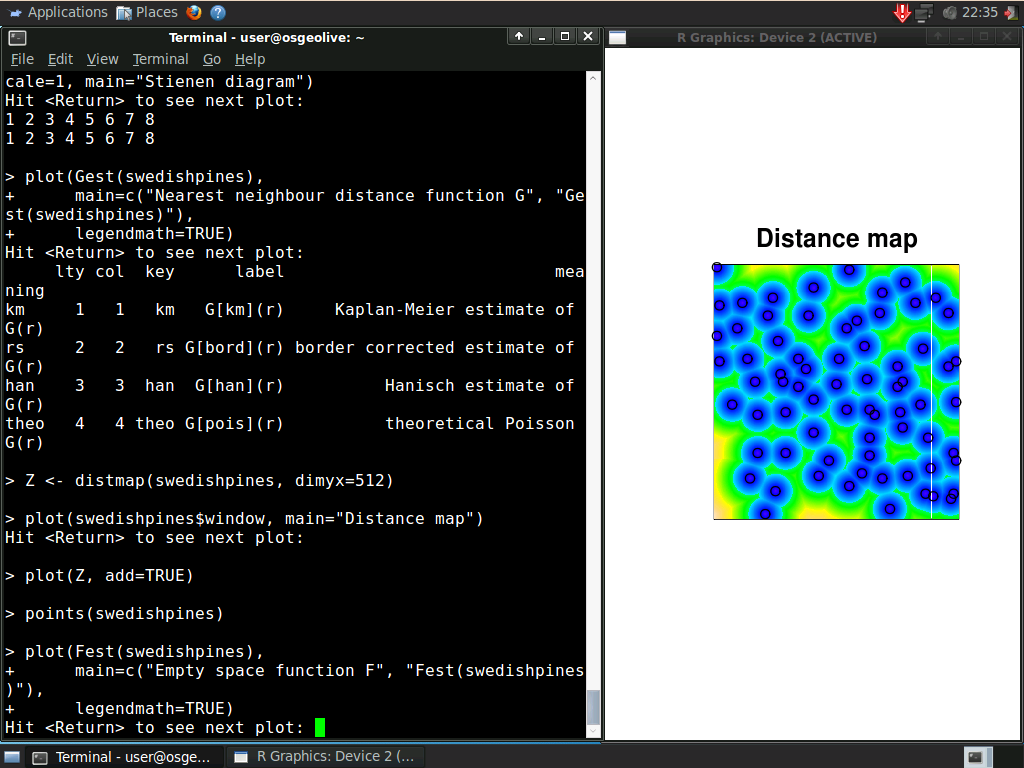 Applications Places 22:35
Terminal - user@osgeolive: ~
File Edit View Terminal Go Help
cale=1, main="Stienen diagram")
Hit <Return> to see next plot:
1 2 3 4 5 6 7 8
1 2 3 4 5 6 7 8
> plot(Gest(swedishpines),
+      main=c("Nearest neighbour distance function G", "Ge
st(swedishpines)"),
+      legendmath=TRUE)
Hit <Return> to see next plot:
     lty col  key      label                           mea
ning
km     1   1   km   G[km](r)     Kaplan-Meier estimate of
G(r)
rs     2   2   rs G[bord](r) border corrected estimate of
G(r)
han    3   3  han  G[han](r)          Hanisch estimate of
G(r)
theo   4   4 theo G[pois](r)          theoretical Poisson
G(r)
> Z <- distmap(swedishpines, dimyx=512)
> plot(swedishpines$window, main="Distance map")
Hit <Return> to see next plot:
> plot(Z, add=TRUE)
> points(swedishpines)
> plot(Fest(swedishpines),
+      main=c("Empty space function F", "Fest(swedishpines
)"),
+      legendmath=TRUE)
Hit <Return> to see next plot:
R Graphics: Device 2 (ACTIVE)
Distance map
Terminal - user@osge... R Graphics: Device 2 (...